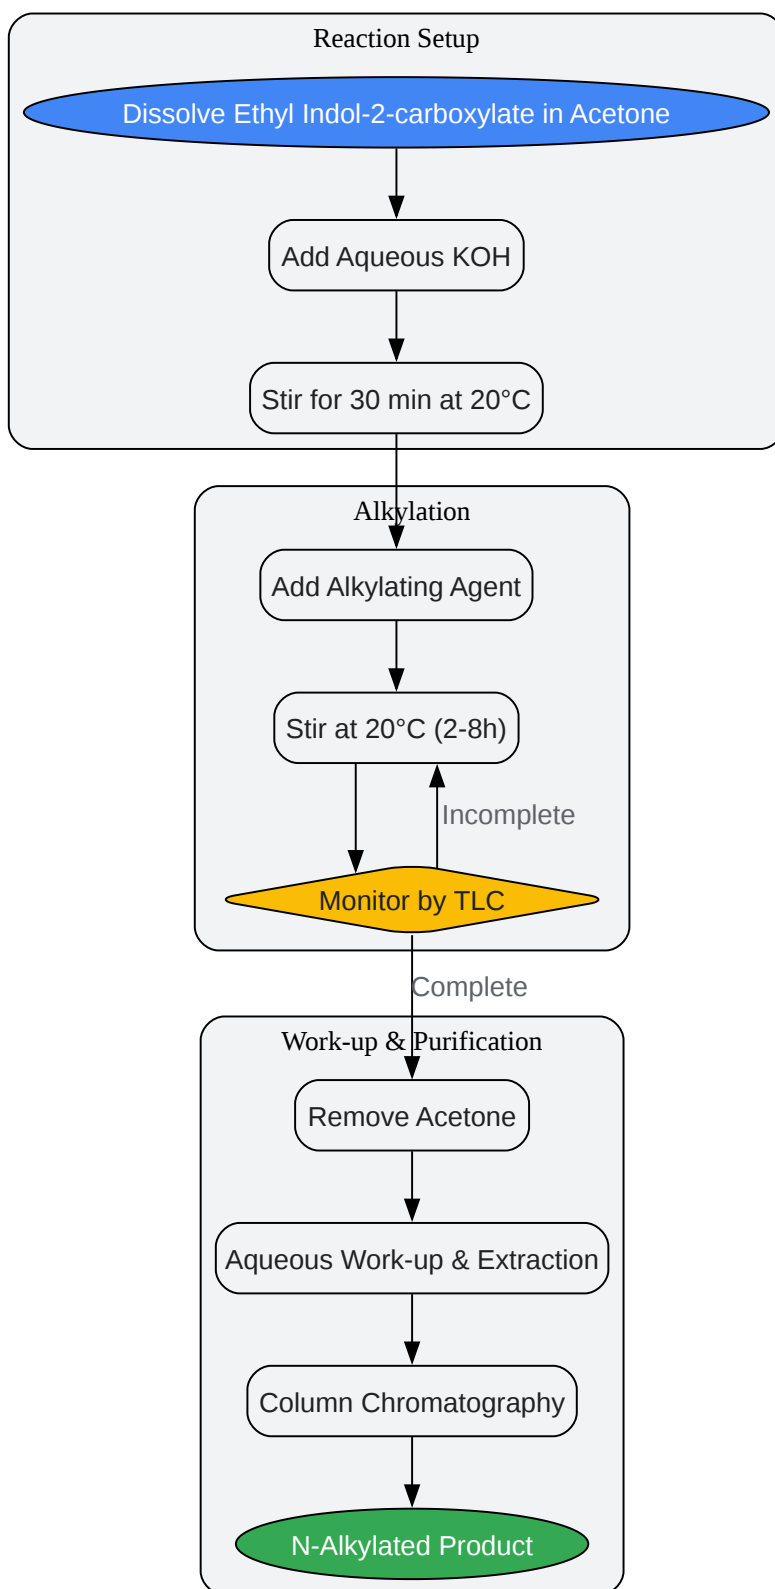 Reaction Setup
Dissolve Ethyl Indol-2-carboxylate in Acetone
Add Aqueous KOH
Stir for 30 min at 20°C
Alkylation
Add Alkylating Agent
Stir at 20°C (2-8h)
Incomplete
Monitor by TLC
Complete
Work-up & Purification
Remove Acetone
Aqueous Work-up & Extraction
Column Chromatography
N-Alkylated Product